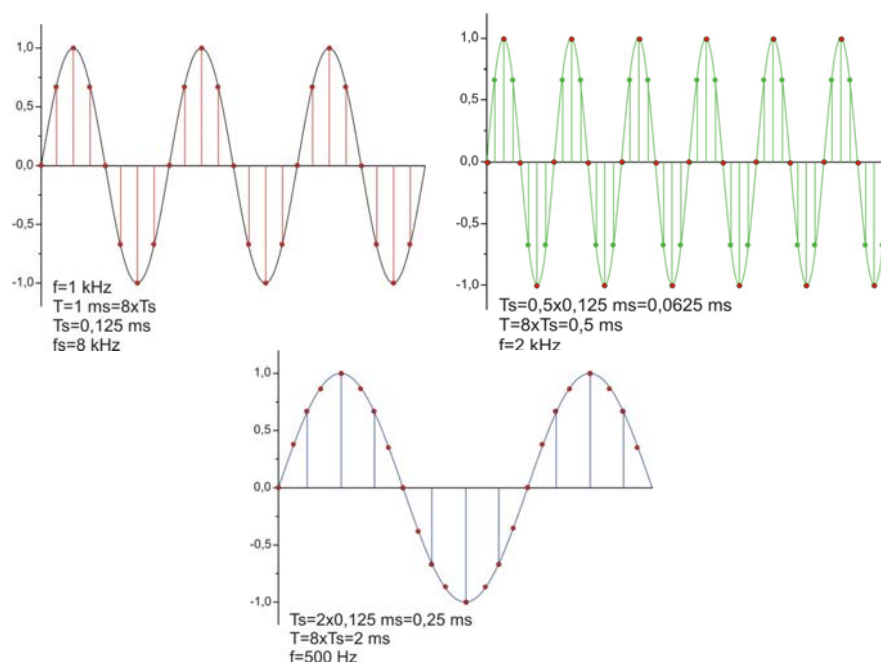 1,0
0,5
0,0
-0,5
-1,0
f=1 kHz
T=1 ms=8xTs
Ts=0,125 ms
fs=8 kHz
1,0
0,5
0,0
-0,5
-1,0
Ts=0,5x0,125 ms=0,0625 ms
T=8xTs=0,5 ms
f=2 kHz
1,0
0,5
0,0
-0,5
-1,0
Ts=2x0,125 ms=0,25 ms
T=8xTs=2 ms
f=500 Hz